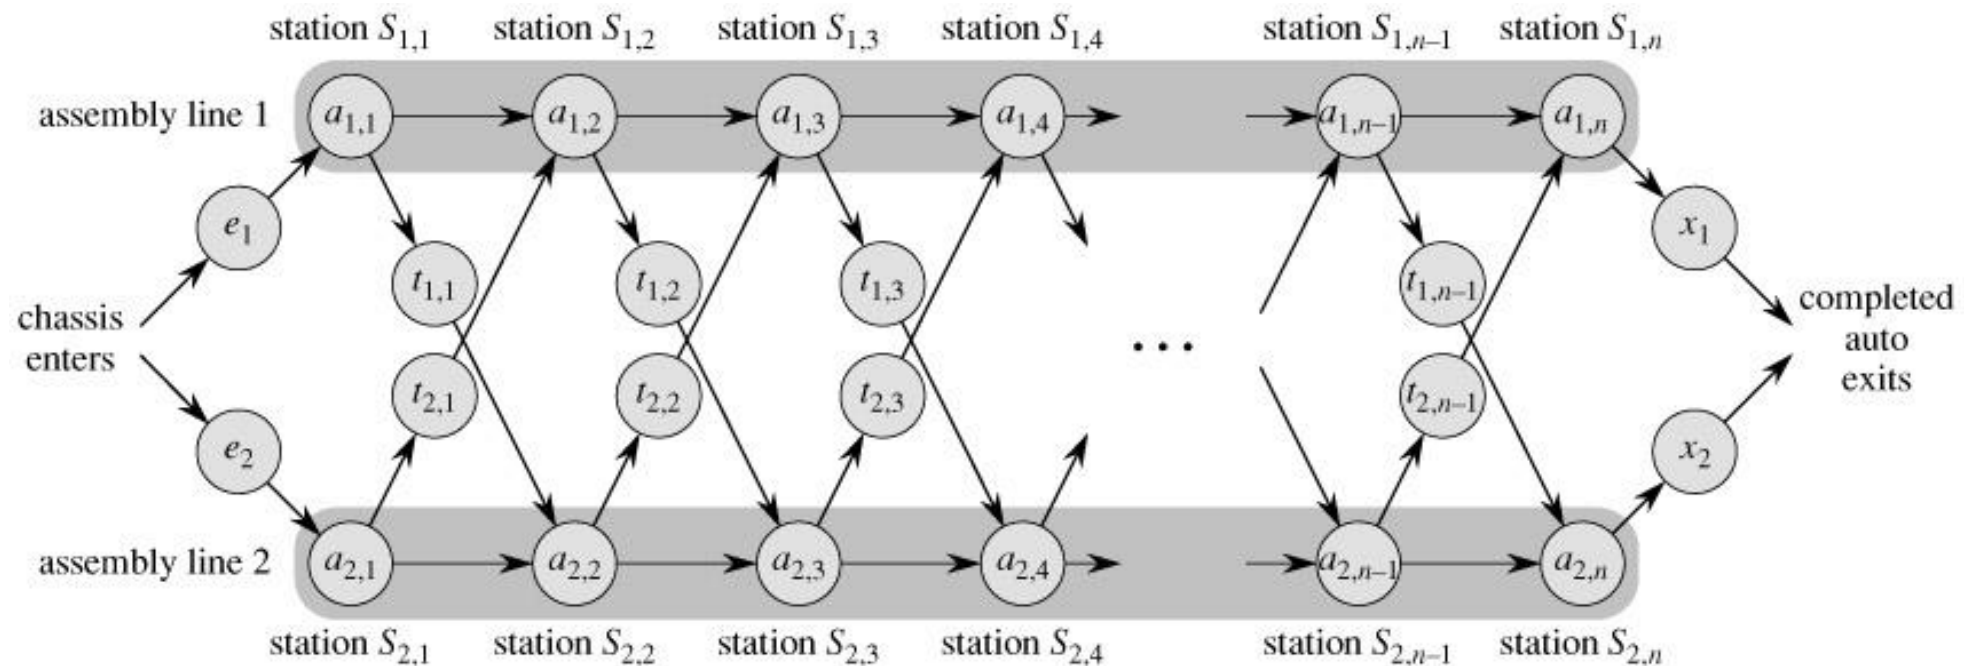 station S1,1 station S1,2 station S1,3 station S1,4 station S1,n–1 station S1,n
assembly line 1 a1,1 a1,2 a1,3 a1,4 a1,n–1 a1,n
e1 x1
t1,1 t1,2 t1,3 t1,n–1
chassis
enters
...
completed
auto
exits
t2,1 t2,2 t2,3 t2,n–1
e2 x2
assembly line 2 a2,1 a2,2 a2,3 a2,4 a2,n–1 a2,n
station S2,1 station S2,2 station S2,3 station S2,4 station S2,n–1 station S2,n